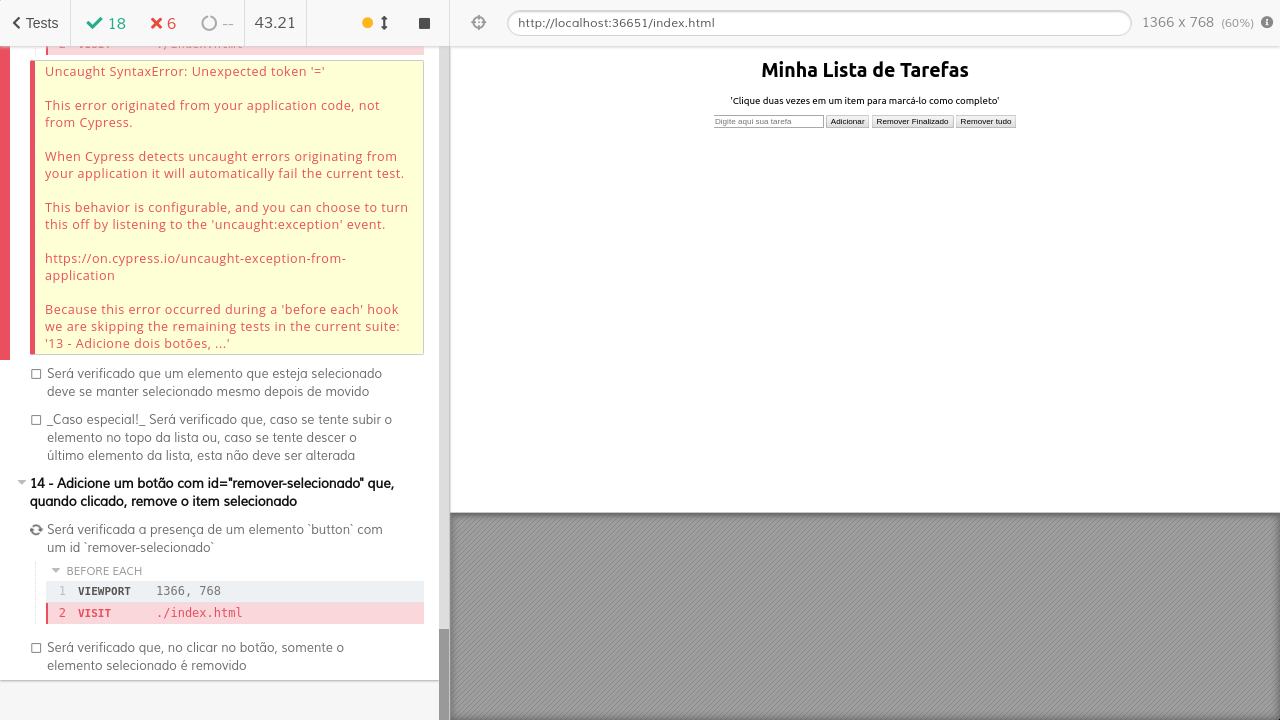 Tests
18
6
--
43.21
http://localhost:36651/index.html
1366 x 768 (60%)
Uncaught SyntaxError: Unexpected token '='
This error originated from your application code, not
from Cypress.
When Cypress detects uncaught errors originating from
your application it will automatically fail the current test.
This behavior is configurable, and you can choose to turn
this off by listening to the 'uncaught:exception' event.
https://on.cypress.io/uncaught-exception-from-
application
Because this error occurred during a 'before each' hook
we are skipping the remaining tests in the current suite:
'13 - Adicione dois botões, ...'
Será verificado que um elemento que esteja selecionado
deve se manter selecionado mesmo depois de movido
_Caso especial!_ Será verificado que, caso se tente subir o
elemento no topo da lista ou, caso se tente descer o
último elemento da lista, esta não deve ser alterada
14 - Adicione um botão com id="remover-selecionado" que,
quando clicado, remove o item selecionado
Será verificada a presença de um elemento `button` com
um id `remover-selecionado`
BEFORE EACH
1 VIEWPORT 1366, 768
2 VISIT ./index.html
Será verificado que, no clicar no botão, somente o
elemento selecionado é removido
Minha Lista de Tarefas
'Clique duas vezes em um item para marcá-lo como completo'
Digite aqui sua tarefa Adicionar Remover Finalizado Remover tudo